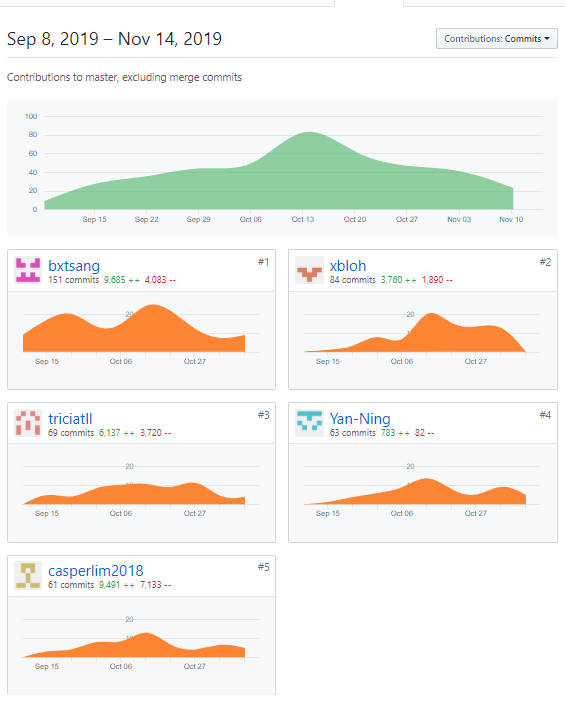 Sep 8, 2019 – Nov 14, 2019
Contributions: Commits
Contributions to master, excluding merge commits
100
80
60
40
20
0
Sep 15 Sep 22 Sep 29 Oct 06 Oct 13 Oct 20 Oct 27 Nov 03 Nov 10
bxtsang #1
151 commits 9,685 ++ 4,083 --
20
Sep 15 Oct 06 Oct 27
xbloh #2
84 commits 3,760 ++ 1,890 --
20
Sep 15 Oct 06 Oct 27
triciatll #3
69 commits 6,137 ++ 3,720 --
20
Sep 15 Oct 06 Oct 27
Yan-Ning #4
63 commits 783 ++ 82 --
20
Sep 15 Oct 06 Oct 27
casperlim2018 #5
61 commits 9,491 ++ 7,133 --
20
Sep 15 Oct 06 Oct 27